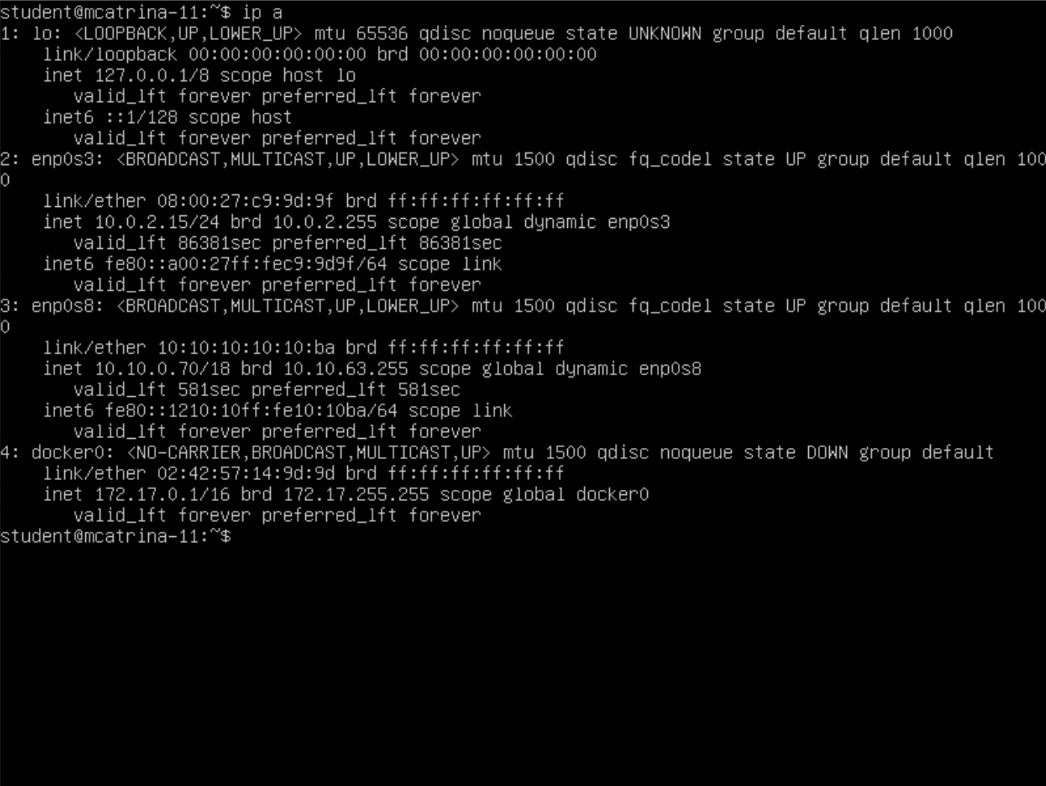 student@mcatrina-11:~$ ip a
1: lo: <LOOPBACK,UP,LOWER_UP> mtu 65536 qdisc noqueue state UNKNOWN group default qlen 1000
    link/loopback 00:00:00:00:00:00 brd 00:00:00:00:00:00
    inet 127.0.0.1/8 scope host lo
       valid_lft forever preferred_lft forever
    inet6 ::1/128 scope host
       valid_lft forever preferred_lft forever
2: enp0s3: <BROADCAST,MULTICAST,UP,LOWER_UP> mtu 1500 qdisc fq_codel state UP group default qlen 100
0
    link/ether 08:00:27:c9:9d:9f brd ff:ff:ff:ff:ff:ff
    inet 10.0.2.15/24 brd 10.0.2.255 scope global dynamic enp0s3
       valid_lft 86381sec preferred_lft 86381sec
    inet6 fe80::a00:27ff:fec9:9d9f/64 scope link
       valid_lft forever preferred_lft forever
3: enp0s8: <BROADCAST,MULTICAST,UP,LOWER_UP> mtu 1500 qdisc fq_codel state UP group default qlen 100
0
    link/ether 10:10:10:10:10:ba brd ff:ff:ff:ff:ff:ff
    inet 10.10.0.70/18 brd 10.10.63.255 scope global dynamic enp0s8
       valid_lft 581sec preferred_lft 581sec
    inet6 fe80::1210:10ff:fe10:10ba/64 scope link
       valid_lft forever preferred_lft forever
4: docker0: <NO-CARRIER,BROADCAST,MULTICAST,UP> mtu 1500 qdisc noqueue state DOWN group default
    link/ether 02:42:57:14:9d:9d brd ff:ff:ff:ff:ff:ff
    inet 172.17.0.1/16 brd 172.17.255.255 scope global docker0
       valid_lft forever preferred_lft forever
student@mcatrina-11:~$